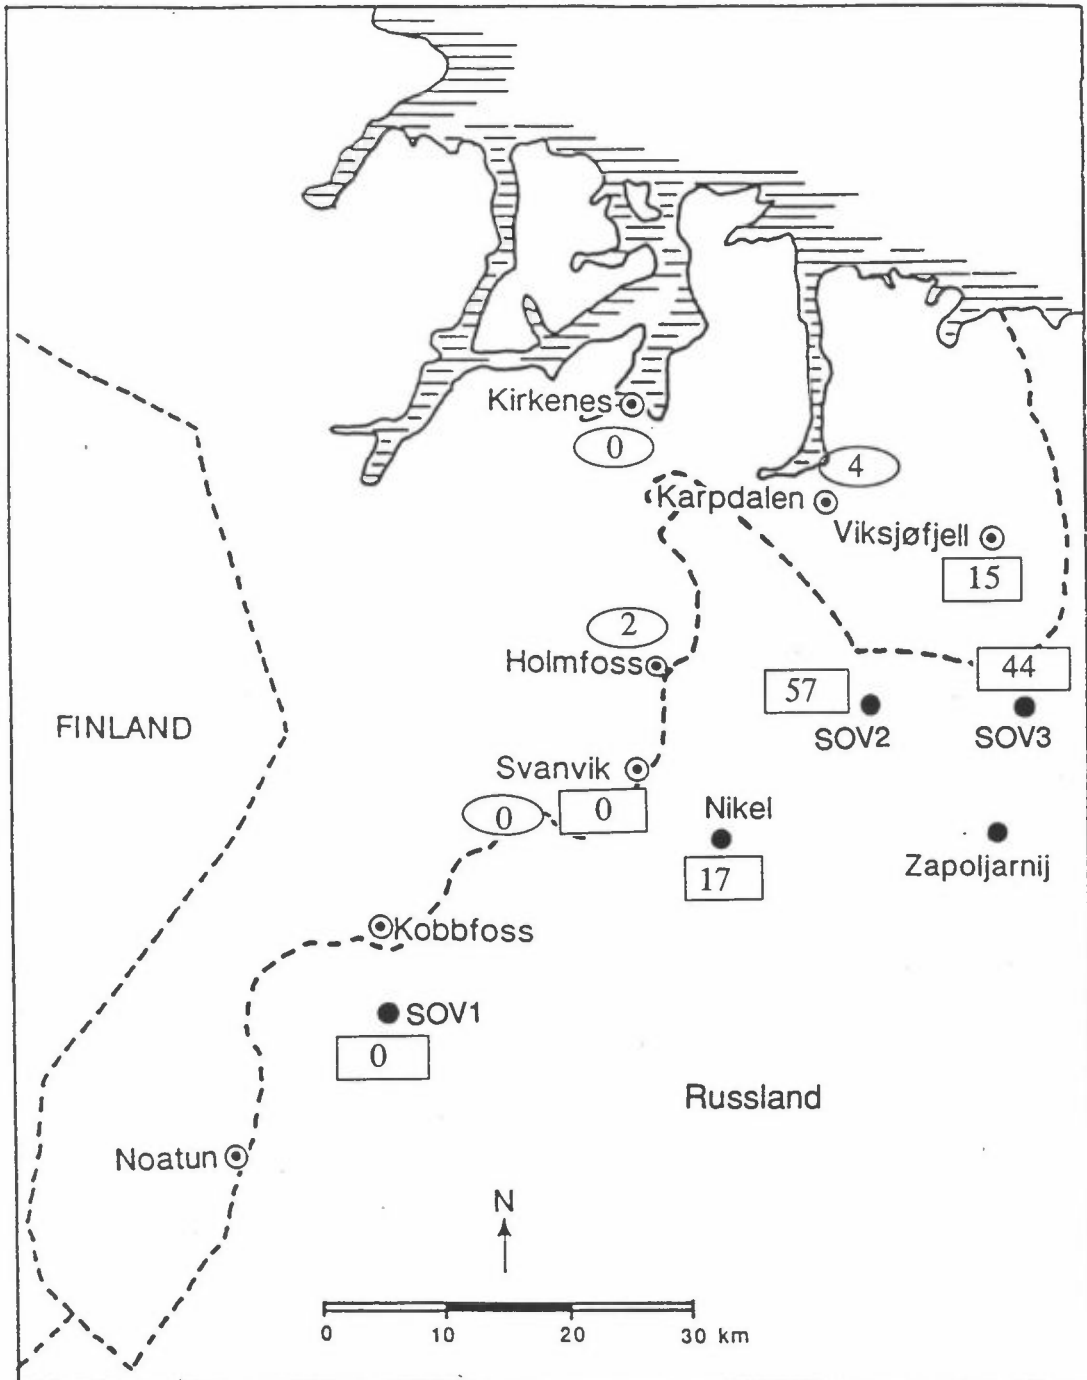 Kirkenes
0
4
Karpdalen
Viksjøfjell
15
2
Holmfoss
44
57
FINLAND
SOV2
SOV3
Svanvik
0
0
Nikel
Zapoljarnij
17
Kobbfoss
SOV1
0
Russland
Noatun
N
0 10 20 30 km